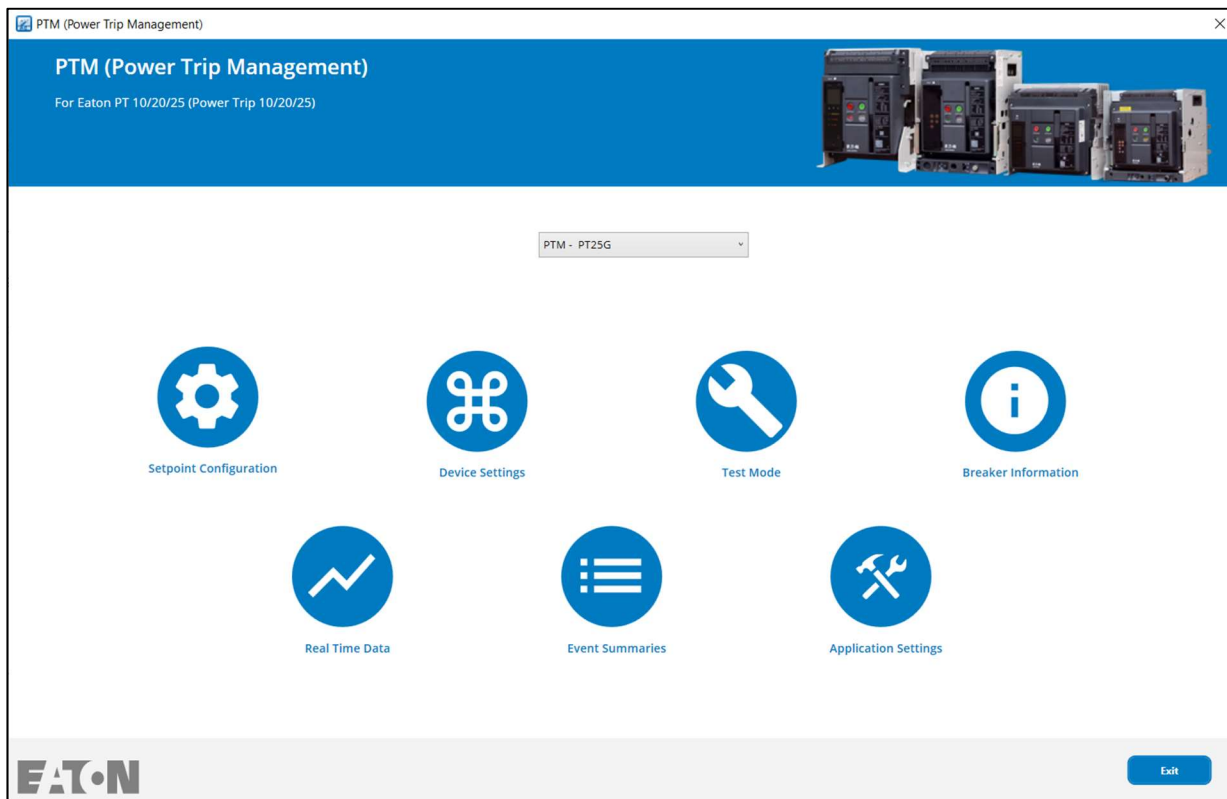 PTM (Power Trip Management)
PTM (Power Trip Management)
For Eaton PT 10/20/25 (Power Trip 10/20/25)
PTM - PT25G
Setpoint Configuration
Device Settings
Test Mode
Breaker Information
Real Time Data
Event Summaries
Application Settings
EATON
Exit